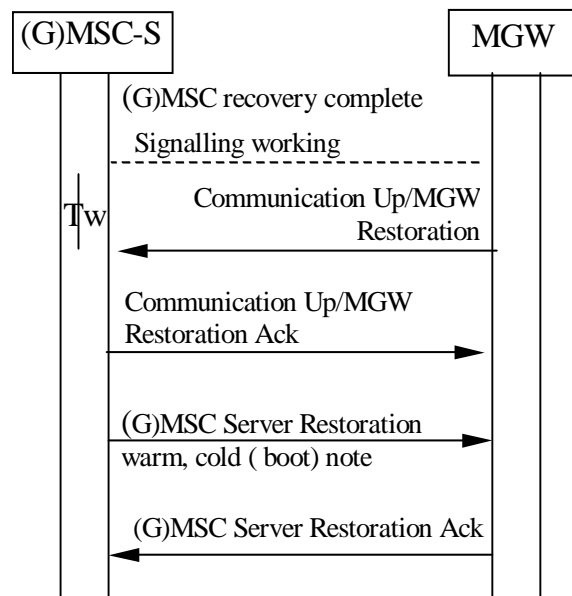 (G)MSC-S
MGW
(G)MSC recovery complete
Signalling working
Tw
Communication Up/MGW
Restoration
Communication Up/MGW
Restoration Ack
(G)MSC Server Restoration
warm, cold ( boot) note
(G)MSC Server Restoration Ack